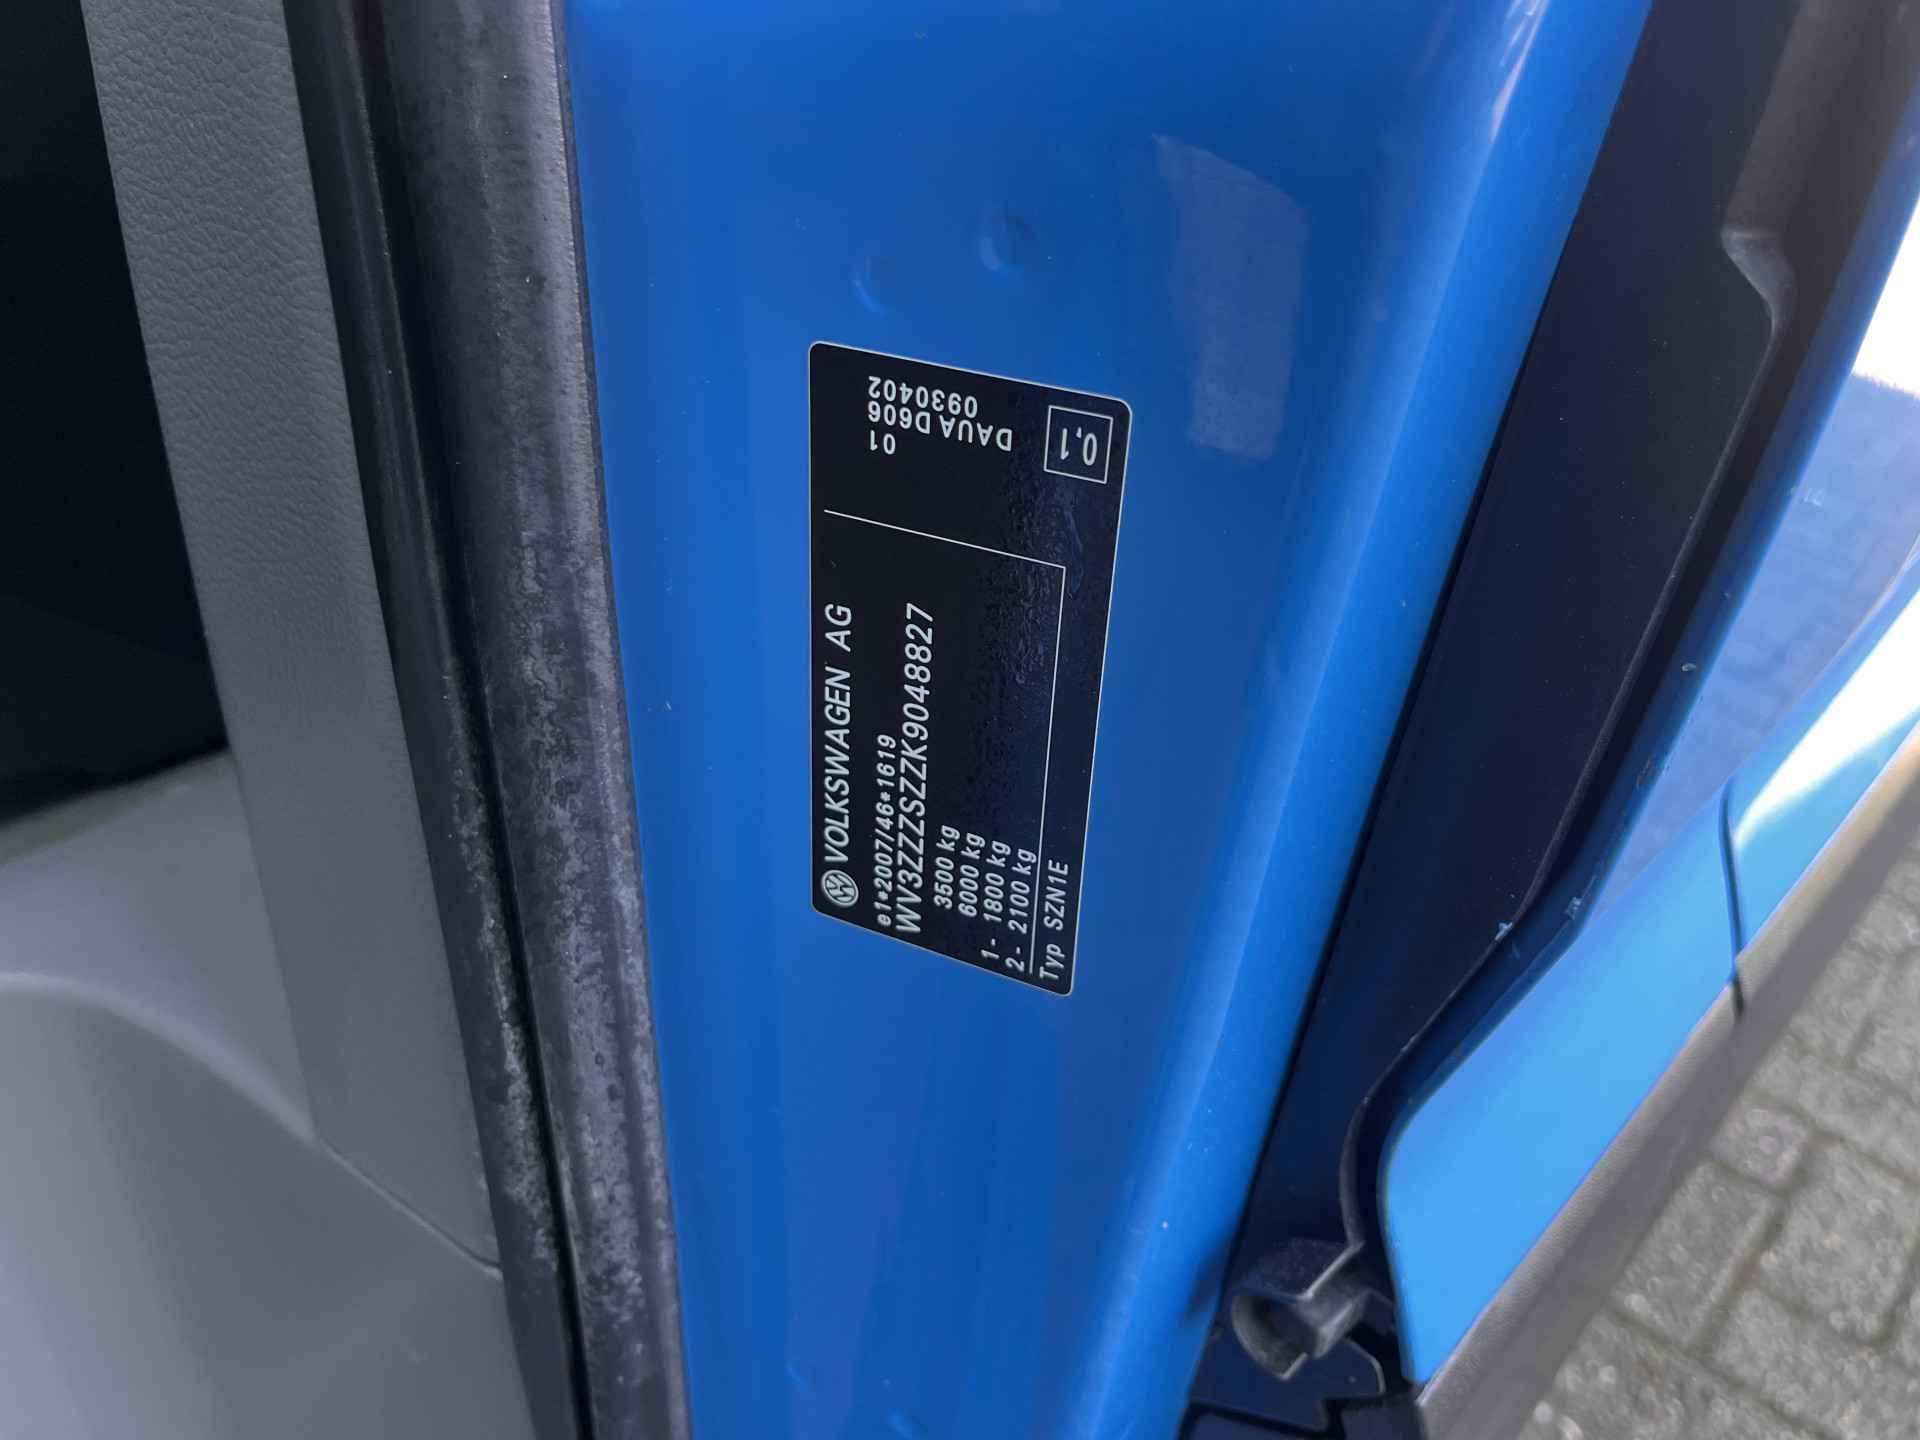 VOLKSWAGEN AG
e1*2007/46*1619
WV3ZZZSZZK9048827
3500 kg
6000 kg
1- 1800 kg
2- 2100 kg
Typ SZN1E
01
DAUA D606
0930402
0,1